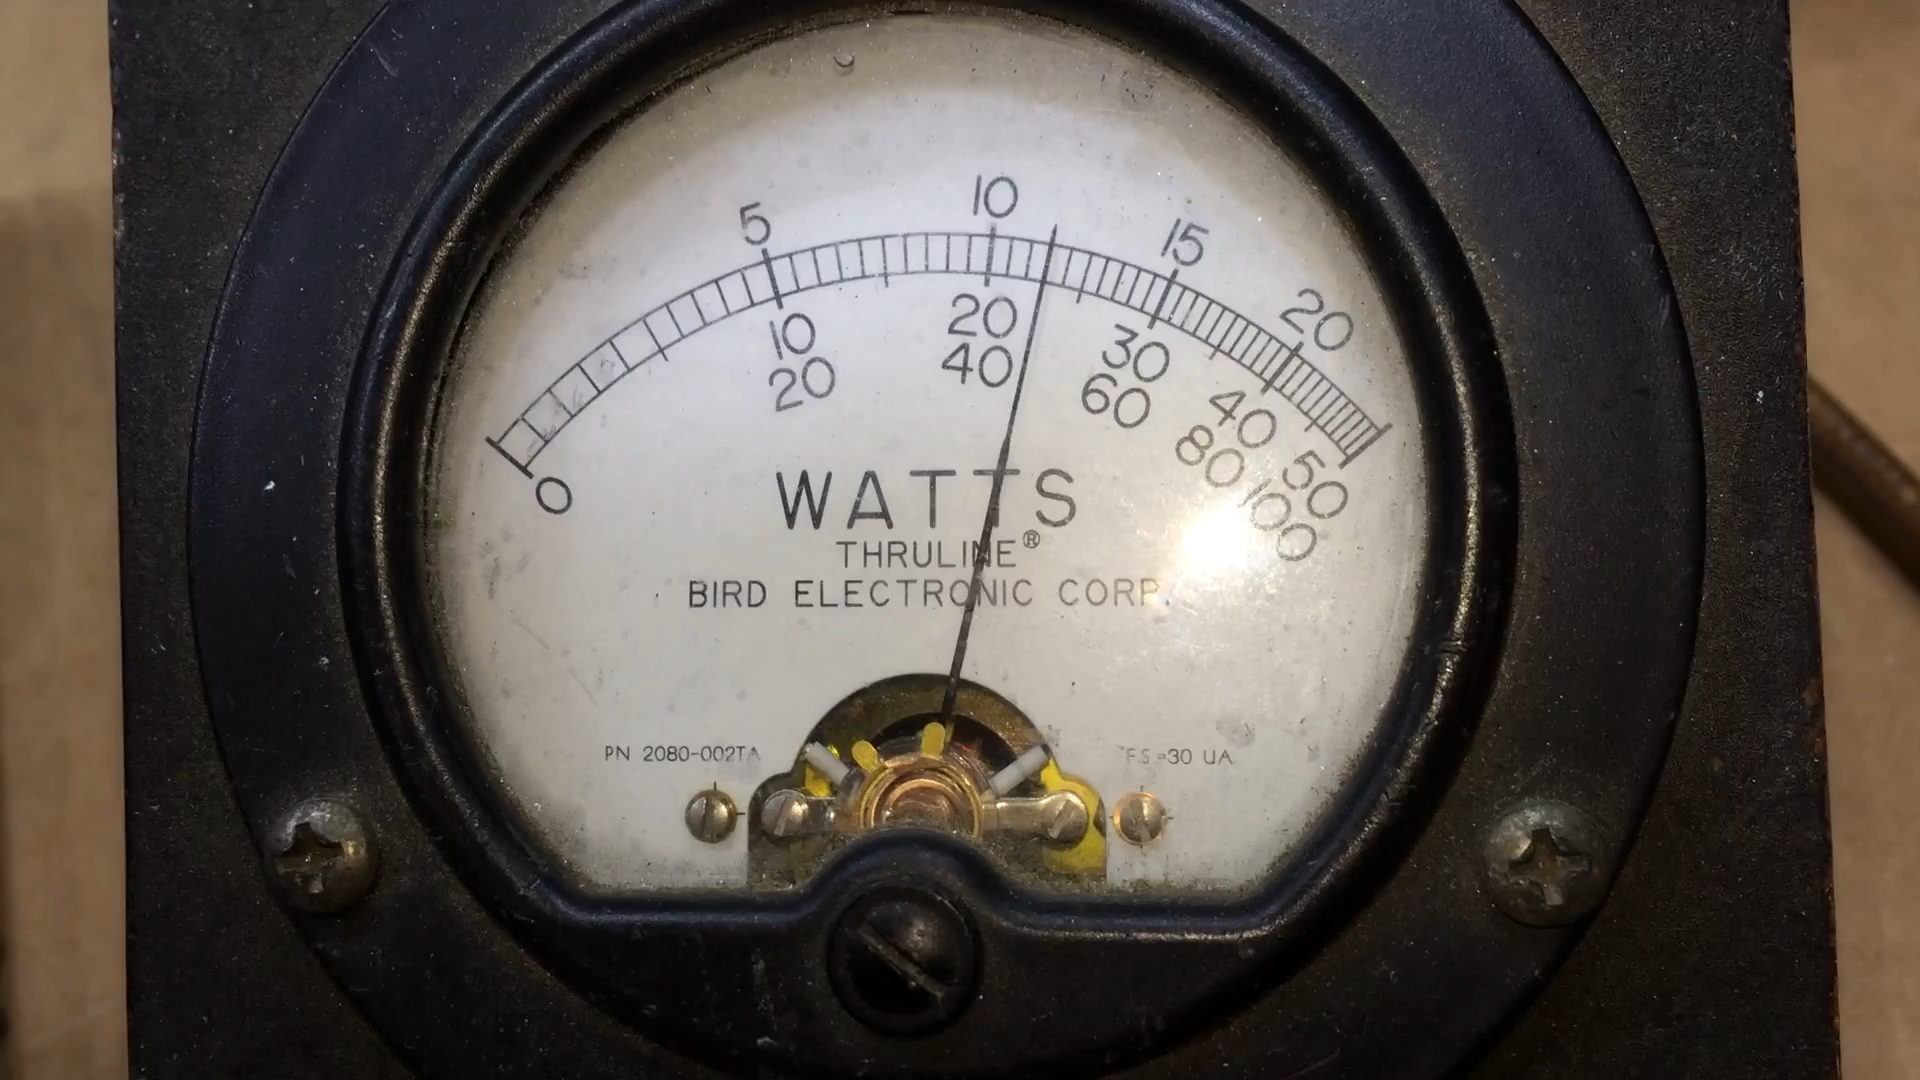 5 10 15 20
10 20 30 40 50
0 20 40 60 80 100
WATTS
THRULINE®
BIRD ELECTRONIC CORP.
PN 2080-002TA F.S.=30 UA